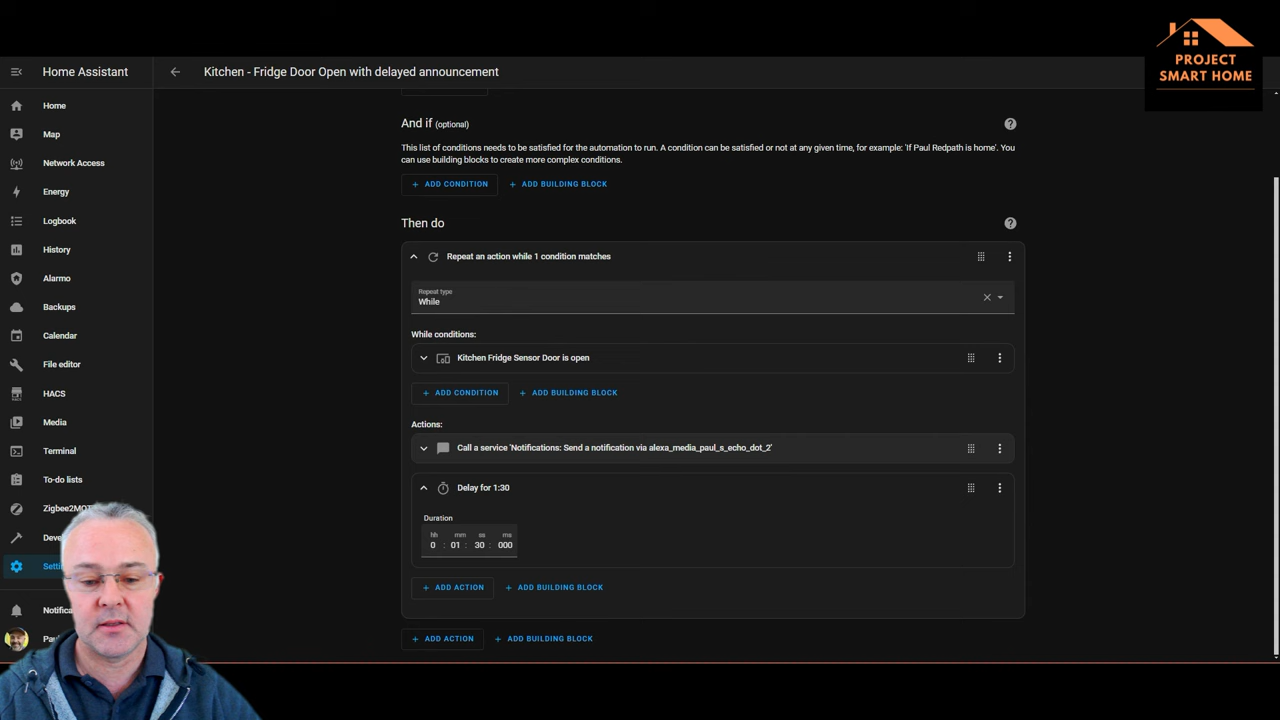 PROJECT
SMART HOME
Home Assistant
Kitchen - Fridge Door Open with delayed announcement
Home
Map
Network Access
Energy
Logbook
History
Alarmo
Backups
Calendar
File editor
HACS
Media
Terminal
To-do lists
And if (optional)
This list of conditions needs to be satisfied for the automation to run. A condition can be satisfied or not at any given time, for example: 'If Paul Redpath is home'. You
can use building blocks to create more complex conditions.
ADD CONDITION
ADD BUILDING BLOCK
Then do
Repeat an action while 1 condition matches
Repeat type
While
While conditions:
Kitchen Fridge Sensor Door is open
ADD CONDITION
ADD BUILDING BLOCK
Actions:
Call a service 'Notifications: Send a notification via alexa_media_paul_s_echo_dot_2'
Delay for 1:30
Duration
hh mm ss ms
0 : 01 : 30 : 000
ADD ACTION
ADD BUILDING BLOCK
ADD ACTION
ADD BUILDING BLOCK